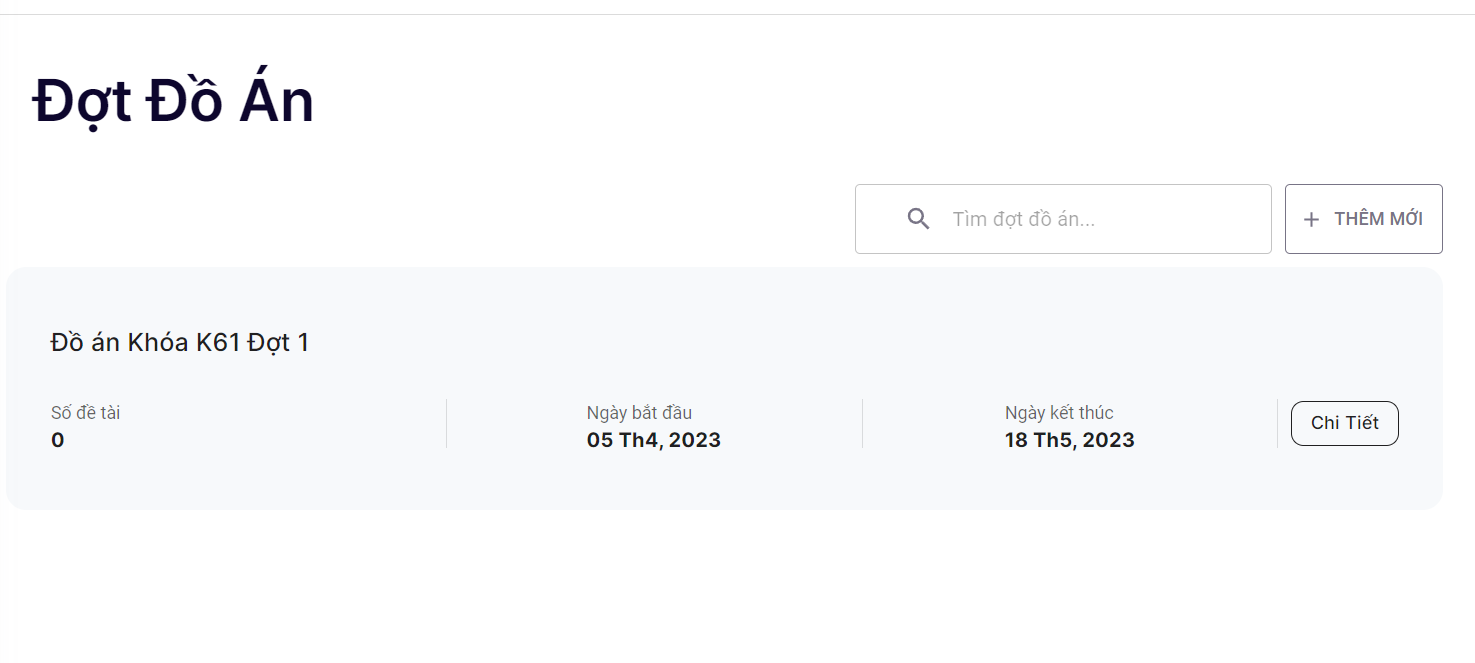 Đợt Đồ Án
Tìm đợt đồ án...
+ THÊM MỚI
Đồ án Khóa K61 Đợt 1
Số đề tài
0
Ngày bắt đầu
05 Th4, 2023
Ngày kết thúc
18 Th5, 2023
Chi Tiết